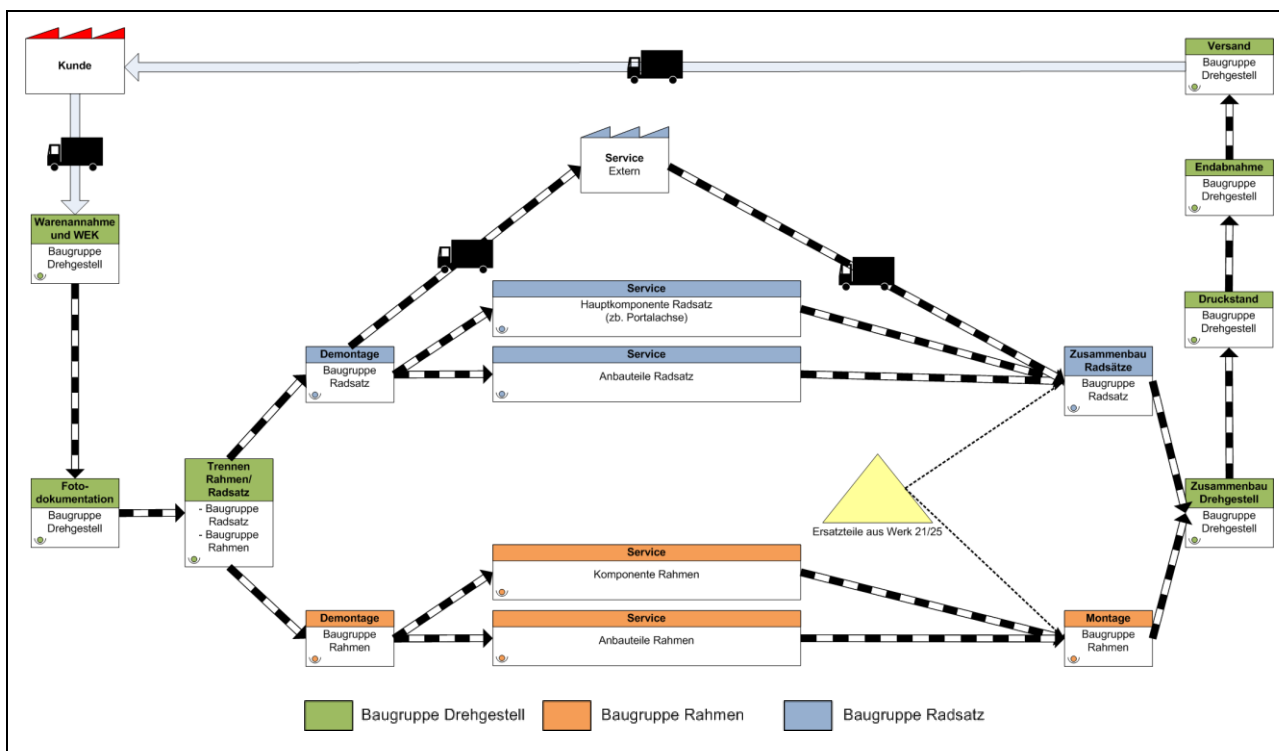 Kunde
Versand
Baugruppe
Drehgestell
Service
Extern
Endabnahme
Baugruppe
Drehgestell
Warenannahme
und WEK
Baugruppe
Drehgestell
Service
Hauptkomponente Radsatz
(zb. Portalachse)
Druckstand
Baugruppe
Drehgestell
Demontage
Baugruppe
Radsatz
Service
Anbauteile Radsatz
Zusammenbau
Radsätze
Baugruppe
Radsatz
Foto-
dokumentation
Baugruppe
Drehgestell
Trennen
Rahmen/
Radsatz
- Baugruppe
Radsatz
- Baugruppe
Rahmen
Ersatzteile aus Werk 21/25
Zusammenbau
Drehgestell
Baugruppe
Drehgestell
Service
Komponente Rahmen
Demontage
Baugruppe
Rahmen
Service
Anbauteile Rahmen
Montage
Baugruppe
Rahmen
Baugruppe Drehgestell
Baugruppe Rahmen
Baugruppe Radsatz